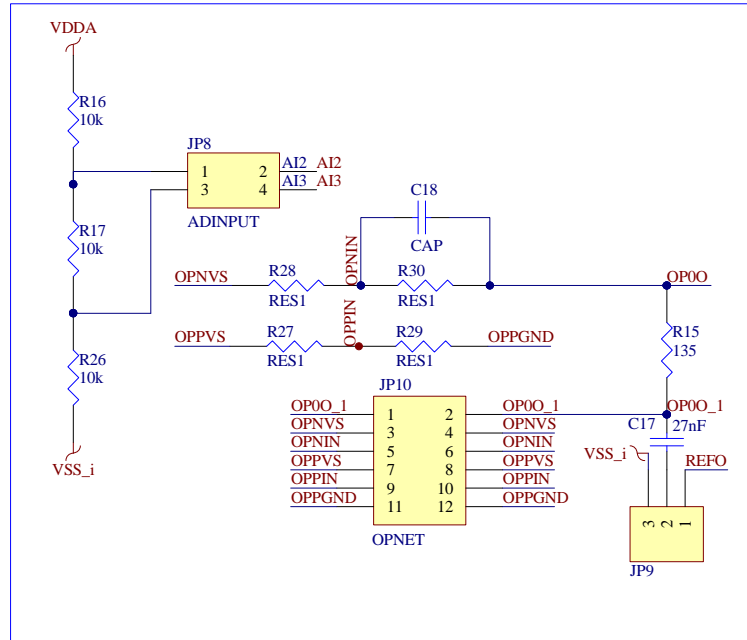 VDDA
R16
10k
JP8
1 2 AI2 AI2
3 4 AI3 AI3
ADINPUT
R17
10k
C18
CAP
OPNIN
OPNVS R28 R30 OP0O
RES1 RES1
R26
10k
OPPIN
OPPVS R27 R29 OPPGND
RES1 RES1
R15
135
VSS_i
JP10
OP0O_1 1 2 OP0O_1 OP0O_1
OPNVS 3 4 OPNVS
OPNIN 5 6 OPNIN
OPPVS 7 8 OPPVS
OPPIN 9 10 OPPIN
OPPGND 11 12 OPPGND
OPNET
C17 27nF
VSS_i
REFO
3 2 1
JP9